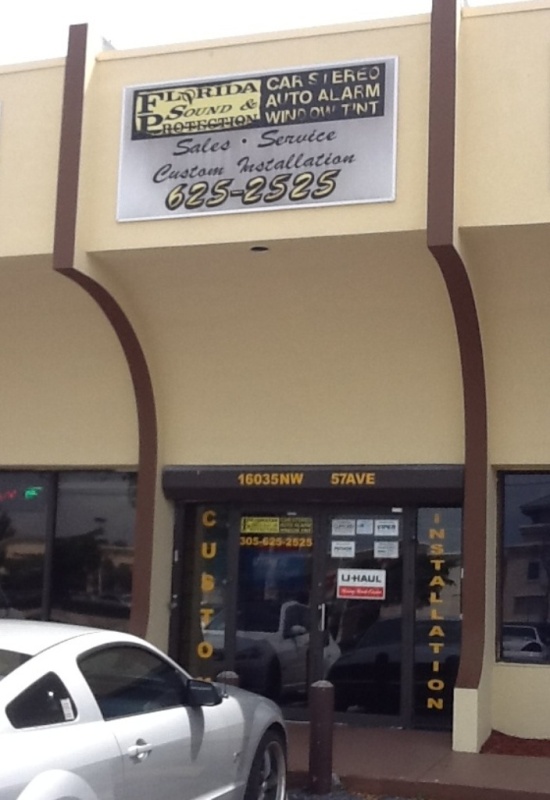 FLORIDA
SOUND &
PROTECTION
CAR STEREO
AUTO ALARM
WINDOW TINT
Sales · Service
Custom Installation
625-2525
16035NW 57AVE
CUSTOM
305-625-2525
U-HAUL
INSTALLATION